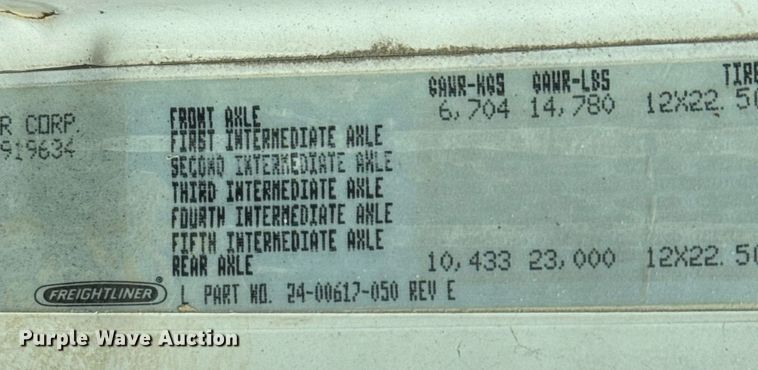 GAWR-KGS GAWR-LBS TIRE
R CORP. FRONT AXLE 6,704 14,780 12X22.50
919634 FIRST INTERMEDIATE AXLE
SECOND INTERMEDIATE AXLE
THIRD INTERMEDIATE AXLE
FOURTH INTERMEDIATE AXLE
FIFTH INTERMEDIATE AXLE
REAR AXLE 10,433 23,000 12X22.50
FREIGHTLINER® L PART NO. 24-00617-050 REV E
Purple Wave Auction